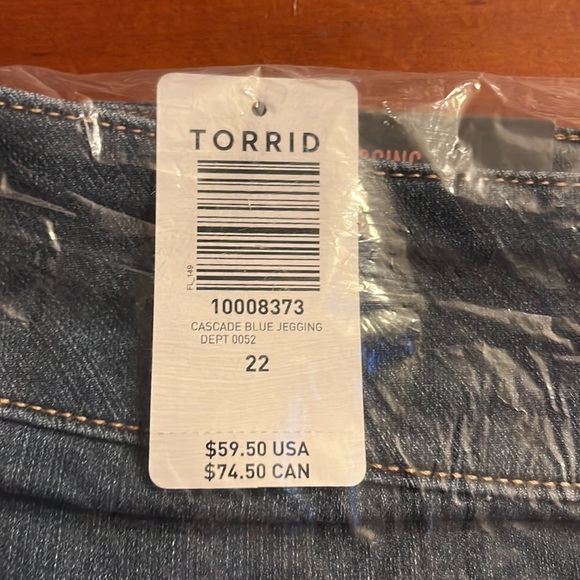 TORRID
FL_149
10008373
CASCADE BLUE JEGGING
DEPT 0052
22
$59.50 USA
$74.50 CAN